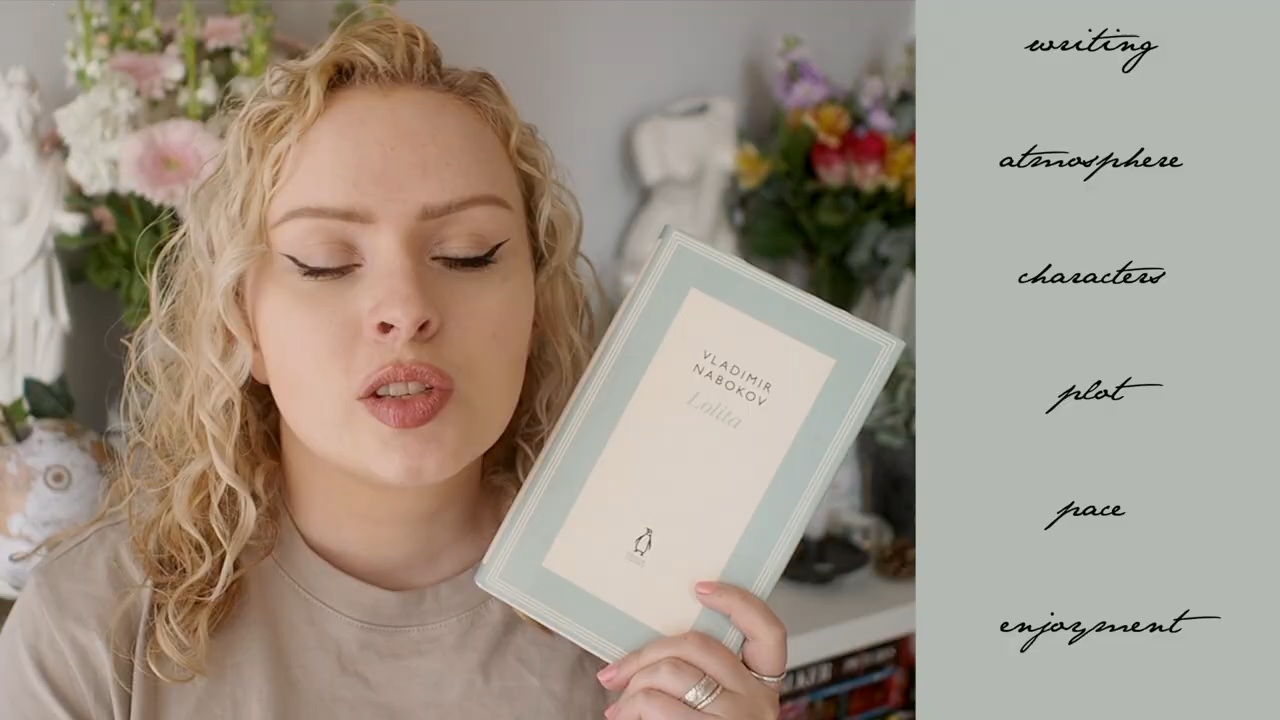 VLADIMIR
NABOKOV
Lolita
writing
atmosphere
characters
plot
pace
enjoyment